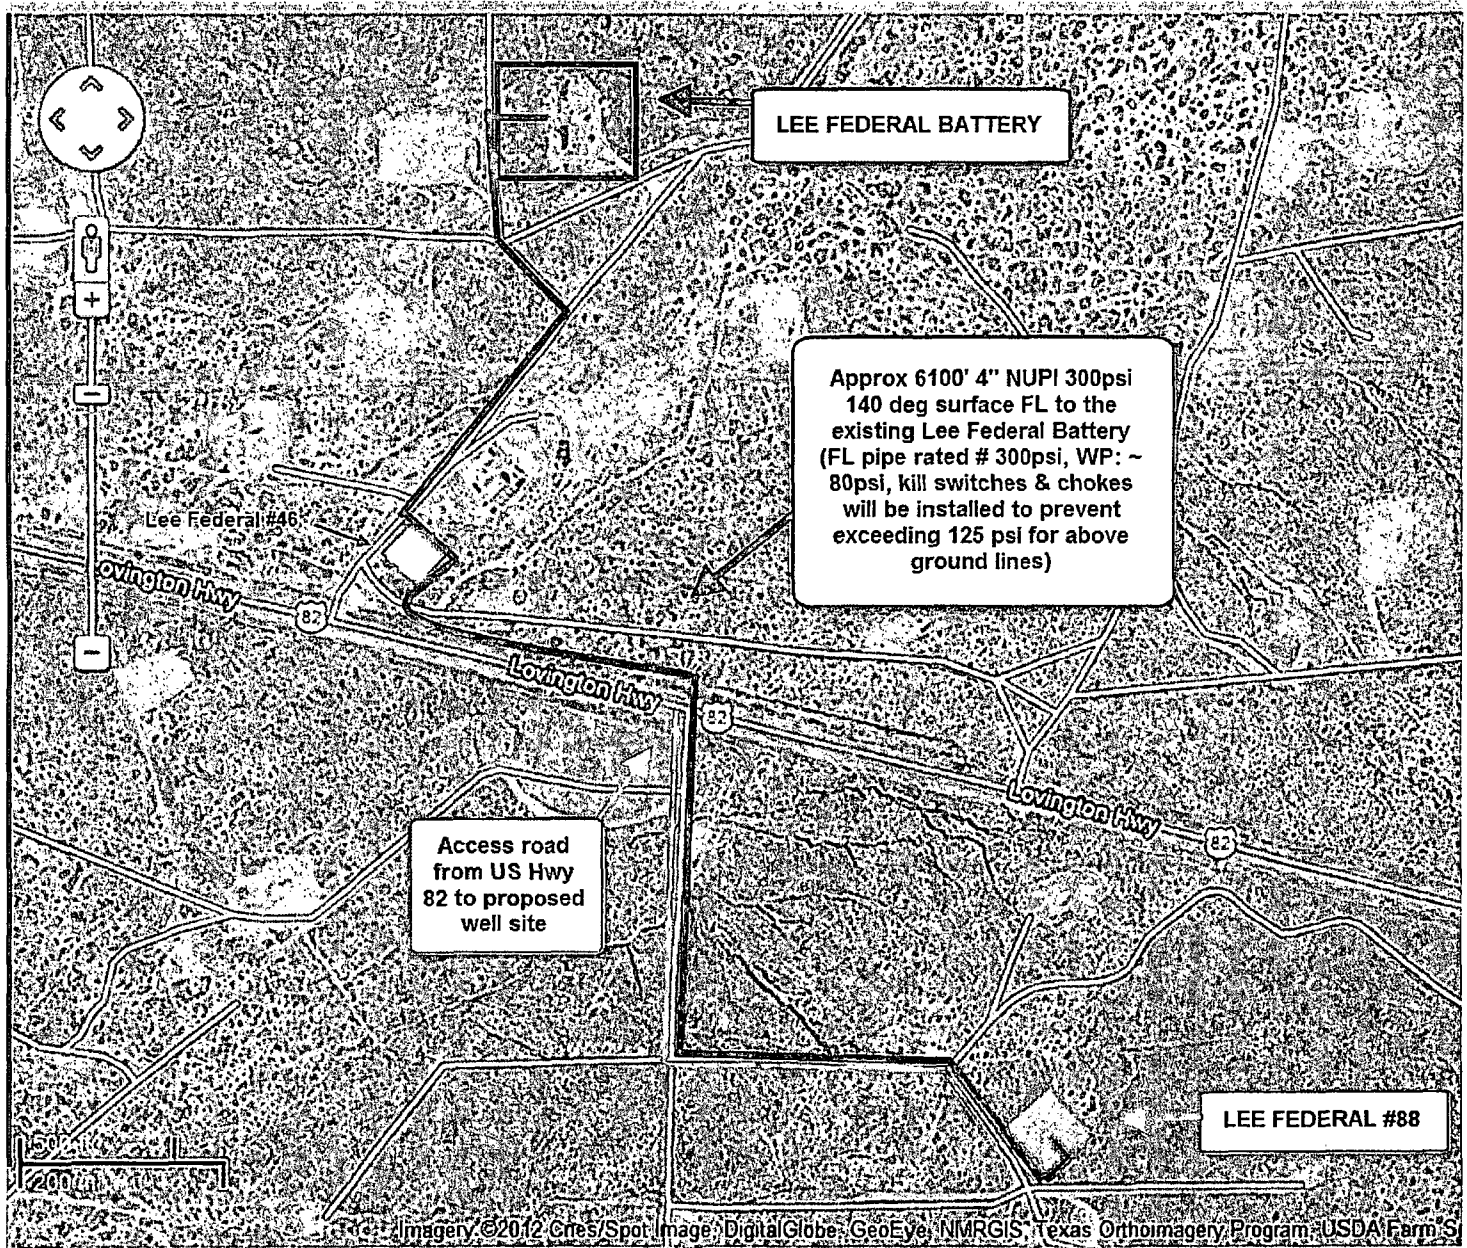 LEE FEDERAL BATTERY
Approx 6100' 4" NUPI 300psi
140 deg surface FL to the
existing Lee Federal Battery
(FL pipe rated # 300psi, WP: ~
80psi, kill switches & chokes
will be installed to prevent
exceeding 125 psi for above
ground lines)
Lee Federal #46
Lovington Hwy
82
Lovington Hwy
82
Lovington Hwy
82
Access road
from US Hwy
82 to proposed
well site
LEE FEDERAL #88
200m
Imagery ©2012 Cnes/Spot Image, DigitalGlobe, GeoEye, NMRGIS, Texas Orthoimagery Program, USDA Farm S